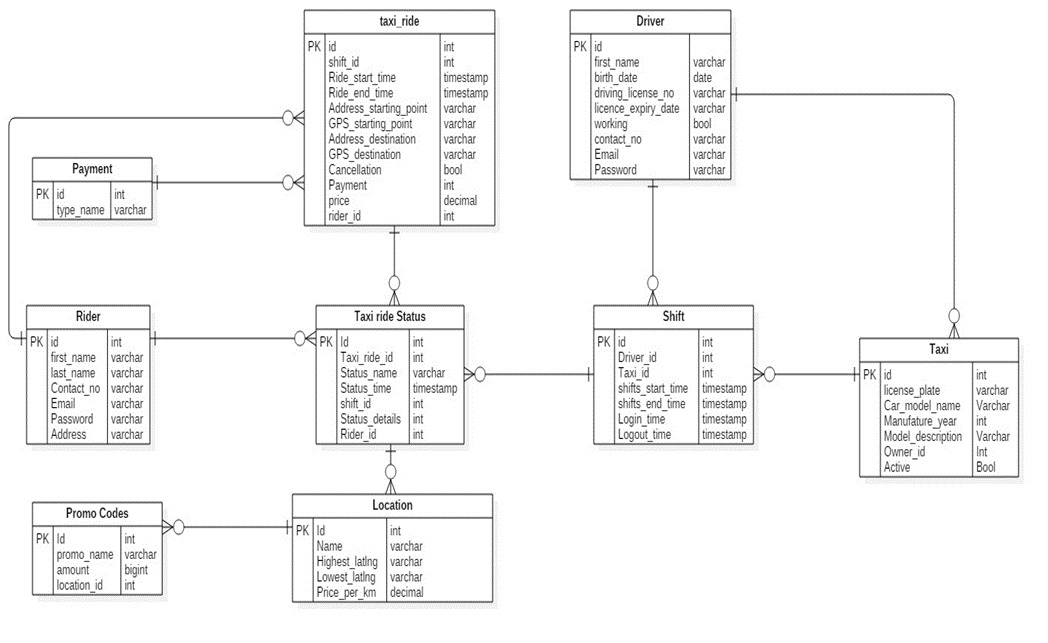 taxi_ride
PK id int
shift_id int
Ride_start_time timestamp
Ride_end_time timestamp
Address_starting_point varchar
GPS_starting_point varchar
Address_destination varchar
GPS_destination varchar
Cancellation bool
Payment int
price decimal
rider_id int
Driver
PK id
first_name varchar
birth_date date
driving_license_no varchar
licence_expiry_date varchar
working bool
contact_no varchar
Email varchar
Password varchar
Payment
PK id int
type_name varchar
Rider
PK id int
first_name varchar
last_name varchar
Contact_no varchar
Email varchar
Password varchar
Address varchar
Taxi ride Status
PK Id int
Taxi_ride_id int
Status_name varchar
Status_time timestamp
shift_id int
Status_details int
Rider_id int
Shift
PK id int
Driver_id int
Taxi_id int
shifts_start_time timestamp
shifts_end_time timestamp
Login_time timestamp
Logout_time timestamp
Taxi
PK id int
license_plate varchar
Car_model_name Varchar
Manufature_year int
Model_description Varchar
Owner_id Int
Active Bool
Promo Codes
PK Id int
promo_name varchar
amount bigint
location_id int
Location
PK Id int
Name varchar
Highest_latlng varchar
Lowest_latlng varchar
Price_per_km decimal